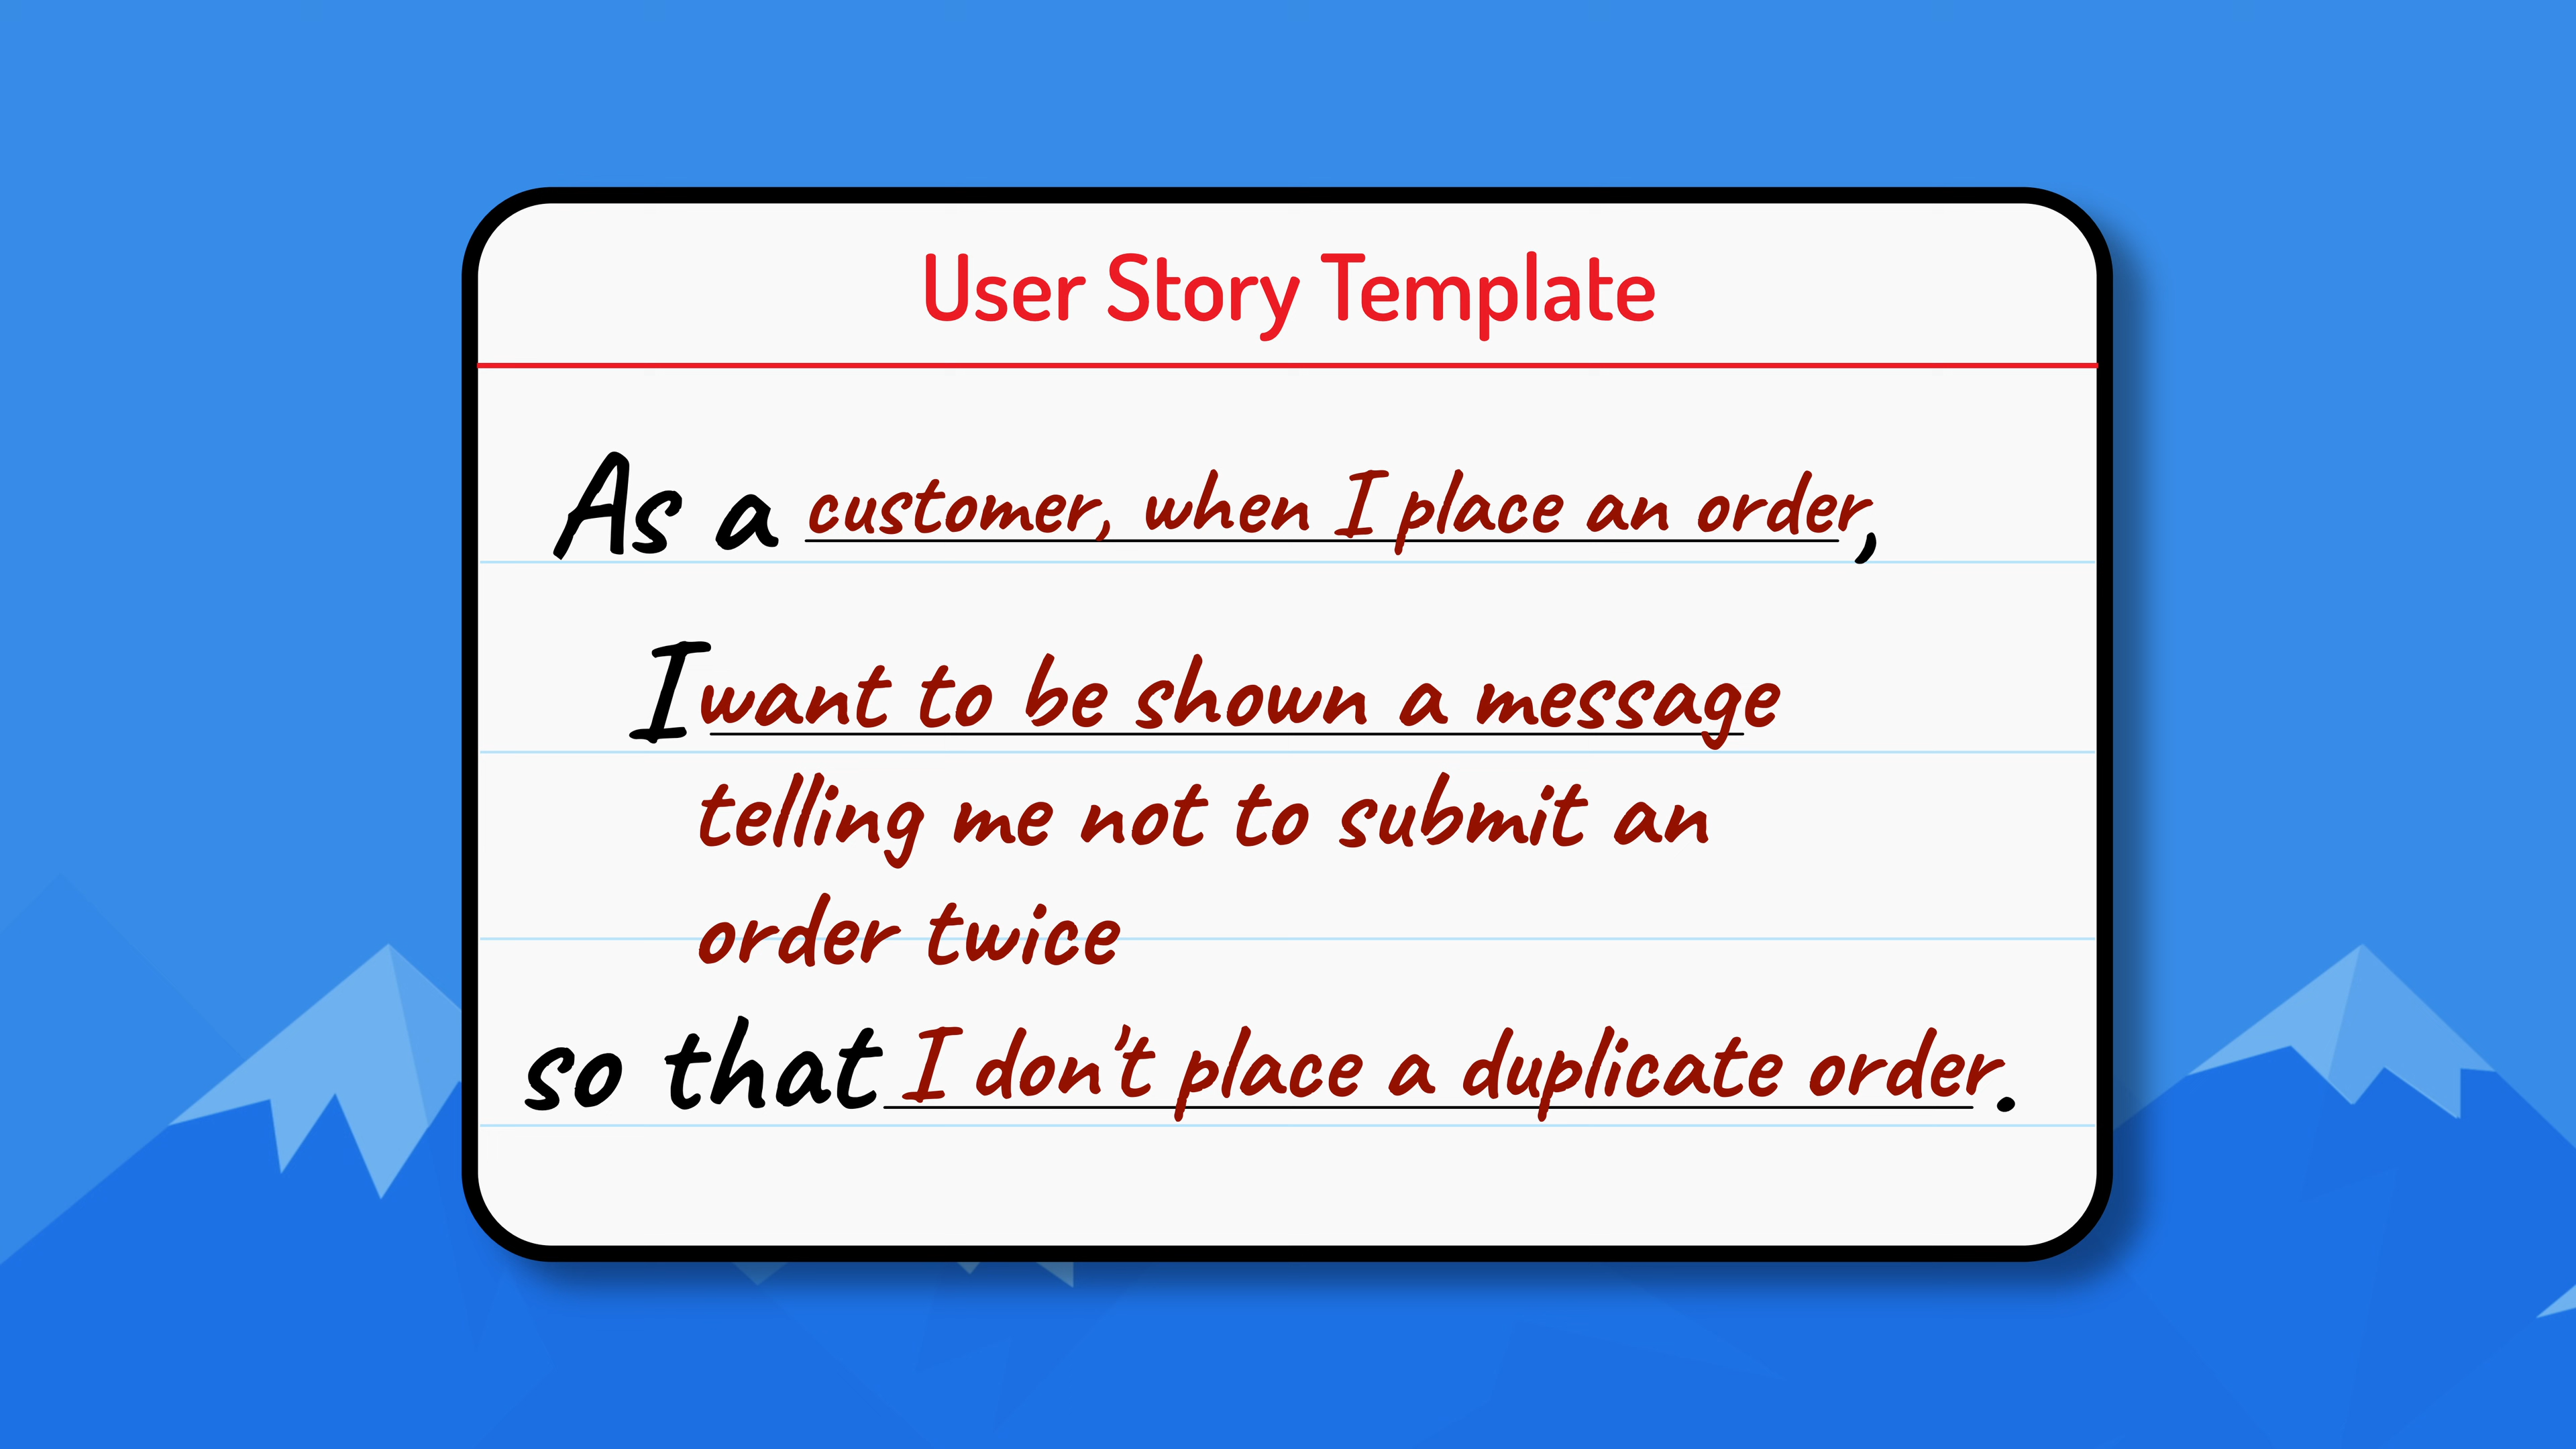 User Story Template
As a customer, when I place an order,
I want to be shown a message
telling me not to submit an
order twice
so that I don't place a duplicate order.